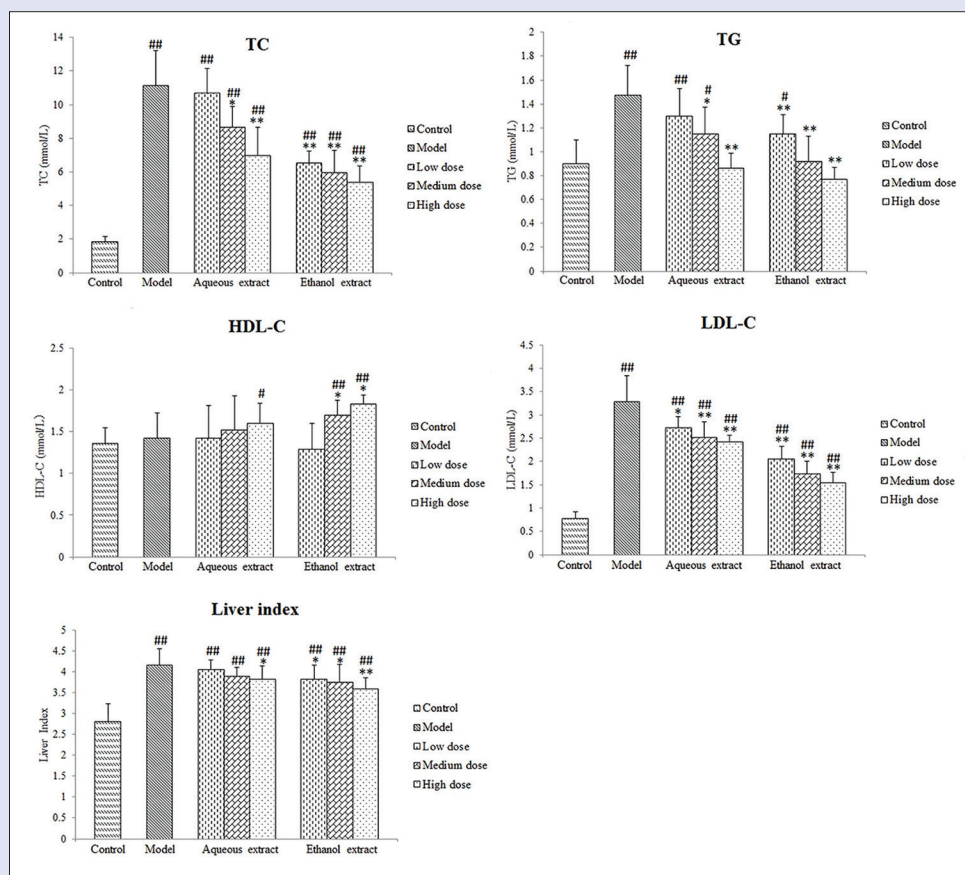 TC
14
12
10
8
6
4
2
0
TC (mmol/L)
##
##
##
*
##
**
##
**
##
**
##
**
Control Model Aqueous extract Ethanol extract
Control
Model
Low dose
Medium dose
High dose
TG
2
1.8
1.6
1.4
1.2
1
0.8
0.6
0.4
0.2
0
TG (mmol/L)
##
##
#
*
**
#
**
**
**
Control Model Aqueous extract Ethanol extract
Control
Model
Low dose
Medium dose
High dose
HDL-C
2.5
2
1.5
1
0.5
0
HDL-C (mmol/L)
#
##
*
##
*
Control Model Aqueous extract Ethanol extract
Control
Model
Low dose
Medium dose
High dose
LDL-C
4.5
4
3.5
3
2.5
2
1.5
1
0.5
0
LDL-C (mmol/L)
##
##
*
##
**
##
**
##
**
##
**
##
**
Control Model Aqueous extract Ethanol extract
Control
Model
Low dose
Medium dose
High dose
Liver index
5
4.5
4
3.5
3
2.5
2
1.5
1
0.5
0
Liver Index
##
##
##
##
*
##
*
##
*
##
**
Control Model Aqueous extract Ethanol extract
Control
Model
Low dose
Medium dose
High dose